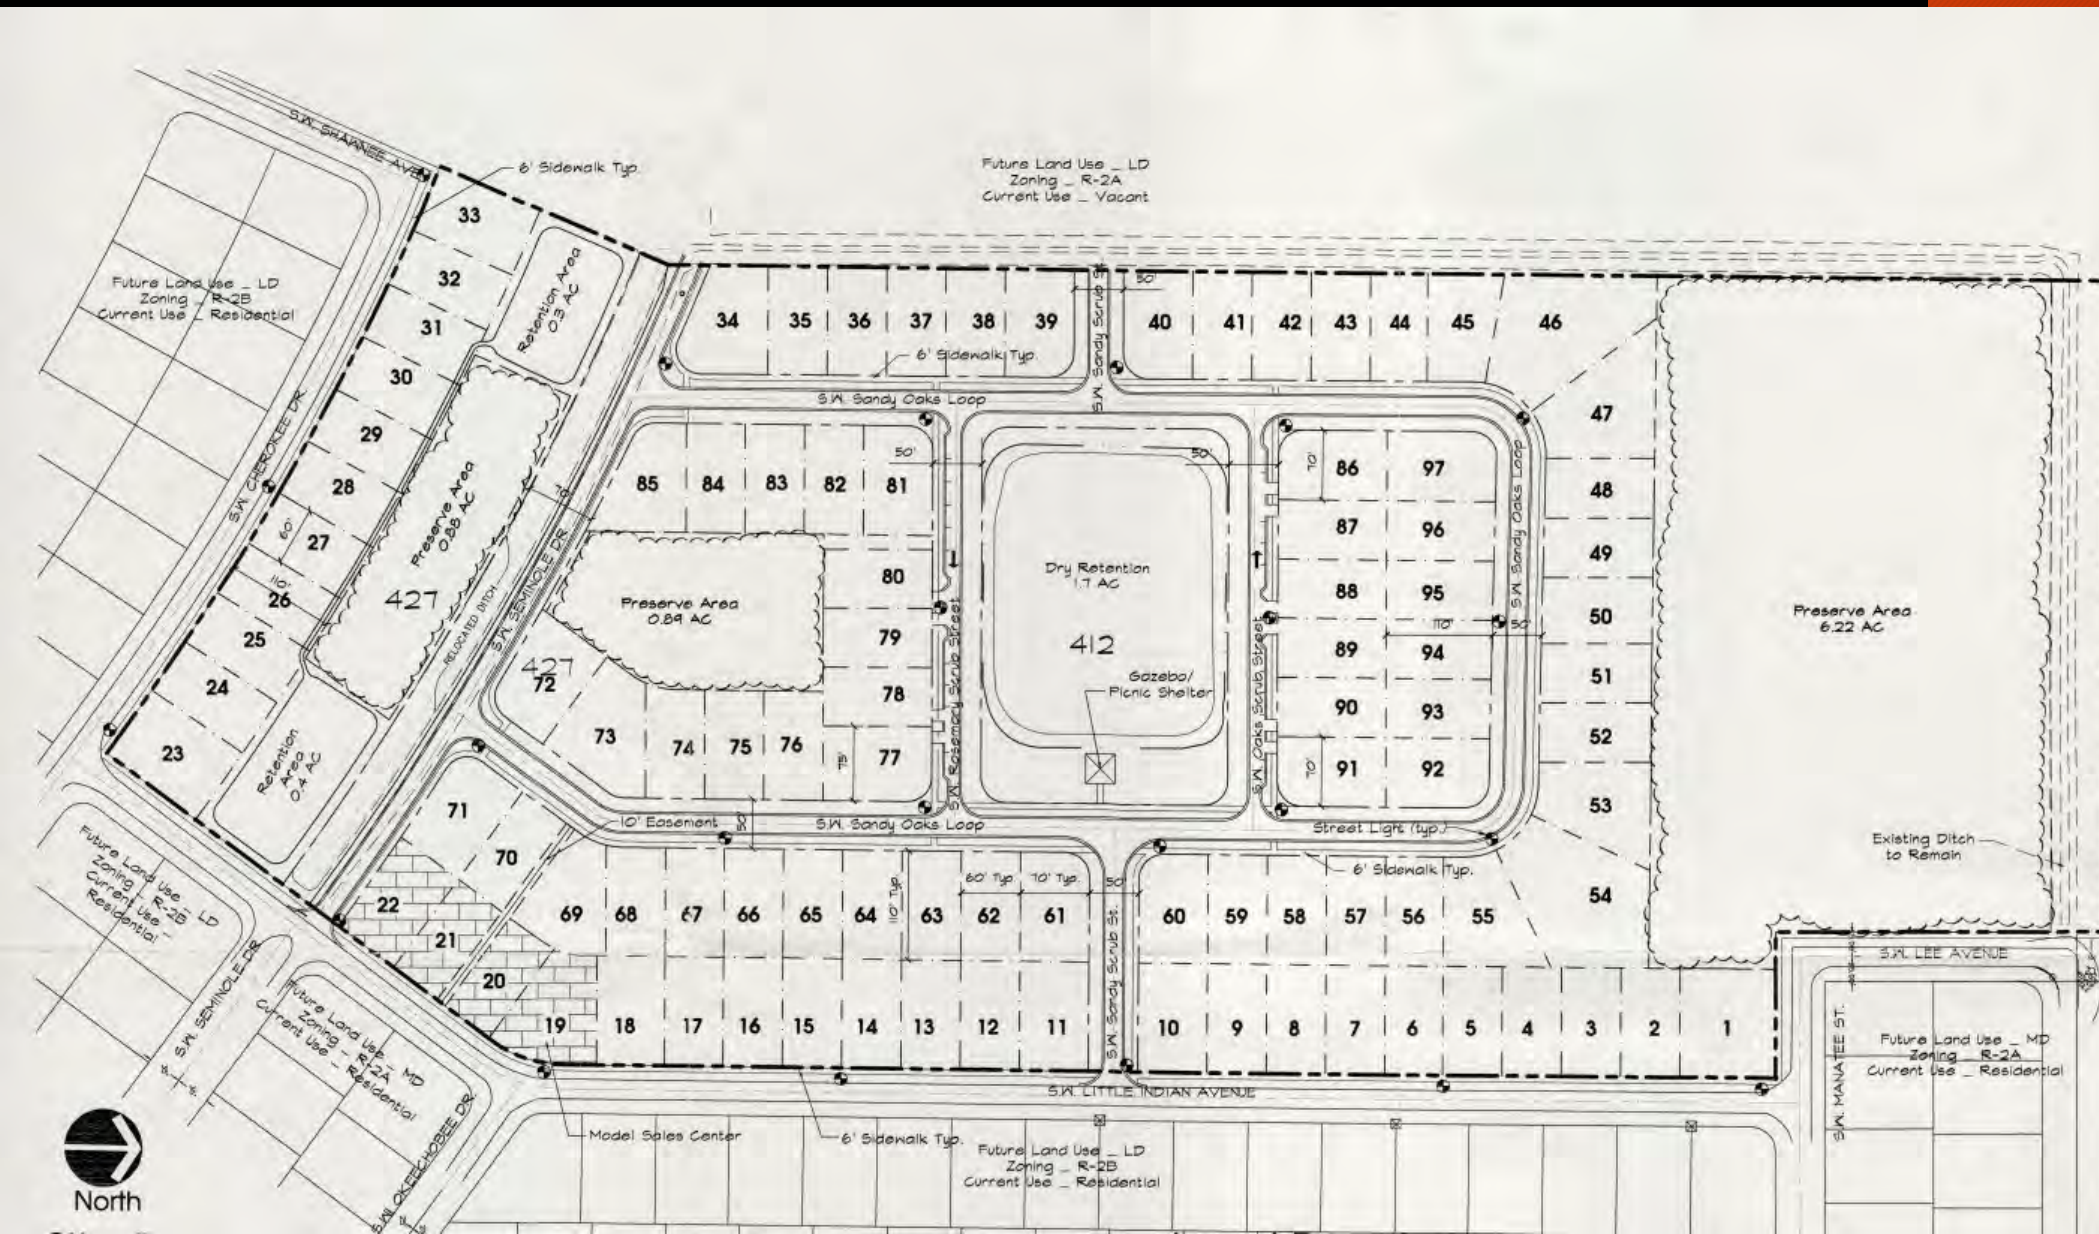 S.W. SHAWNEE AVE
6' Sidewalk Typ.
Future Land Use _ LD
Zoning _ R-2A
Current Use _ Vacant
33
32
31
30
29
28
27
26
25
24
23
60'
110'
Future Land Use _ LD
Zoning _ R-2B
Current Use _ Residential
S.W. CHEROKEE DR.
Retention Area
0.3 AC
Preserve Area
0.88 AC
427
Retention
Area
0.4 AC
RELOCATED DITCH
S.W. SEMINOLE DR.
70'
34
35
36
37
38
39
50'
S.W. Sandy Scrub St.
40
41
42
43
44
45
46
6' Sidewalk Typ.
S.W. Sandy Oaks Loop
85
84
83
82
81
50'
50'
70'
86
97
47
87
96
48
88
95
49
89
94
50
90
93
51
91
92
52
53
54
110'
50'
70'
S.W. Sandy Oaks Loop
80
79
78
77
75'
Preserve Area
0.89 AC
427
72
73
74
75
76
S.W. Rosemary Scrub Street
Dry Retention
1.7 AC
412
Gazebo/
Picnic Shelter
S.W. Oaks Scrub Street
Preserve Area
6.22 AC
Existing Ditch
to Remain
71
70
10' Easement
50'
S.W. Sandy Oaks Loop
Street Light (typ.)
6' Sidewalk Typ.
22
21
20
19
69
68
67
66
65
64
110' Typ.
63
60' Typ.
62
70' Typ.
61
50'
60
59
58
57
56
55
S.W. Sandy Scrub St.
18
17
16
15
14
13
12
11
10
9
8
7
6
5
4
3
2
1
S.W. LEE AVENUE
S.W. MANATEE ST.
Future Land Use _ MD
Zoning _ R-2A
Current Use _ Residential
S.W. LITTLE INDIAN AVENUE
Future Land Use _ LD
Zoning _ R-2B
Current Use _
Residential
S.W. SEMINOLE DR.
Future Land Use _ MD
Zoning _ R-2A
Current Use _ Residential
S.W. OKEECHOBEE DR.
Model Sales Center
6' Sidewalk Typ.
Future Land Use _ LD
Zoning _ R-2B
Current Use _ Residential
North